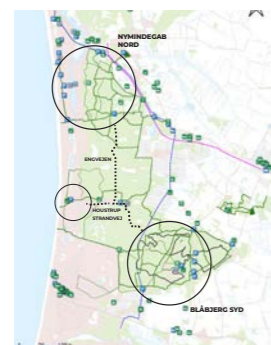 NYMINDEGAB
NORD
ENGVEJEN
HOUSTRUP
STRANDVEJ
BLÅBJERG SYD